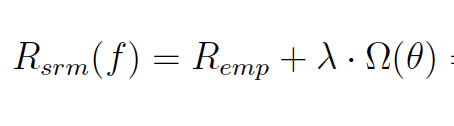 R_{srm}(f) = R_{emp} + λ · Ω(θ) =